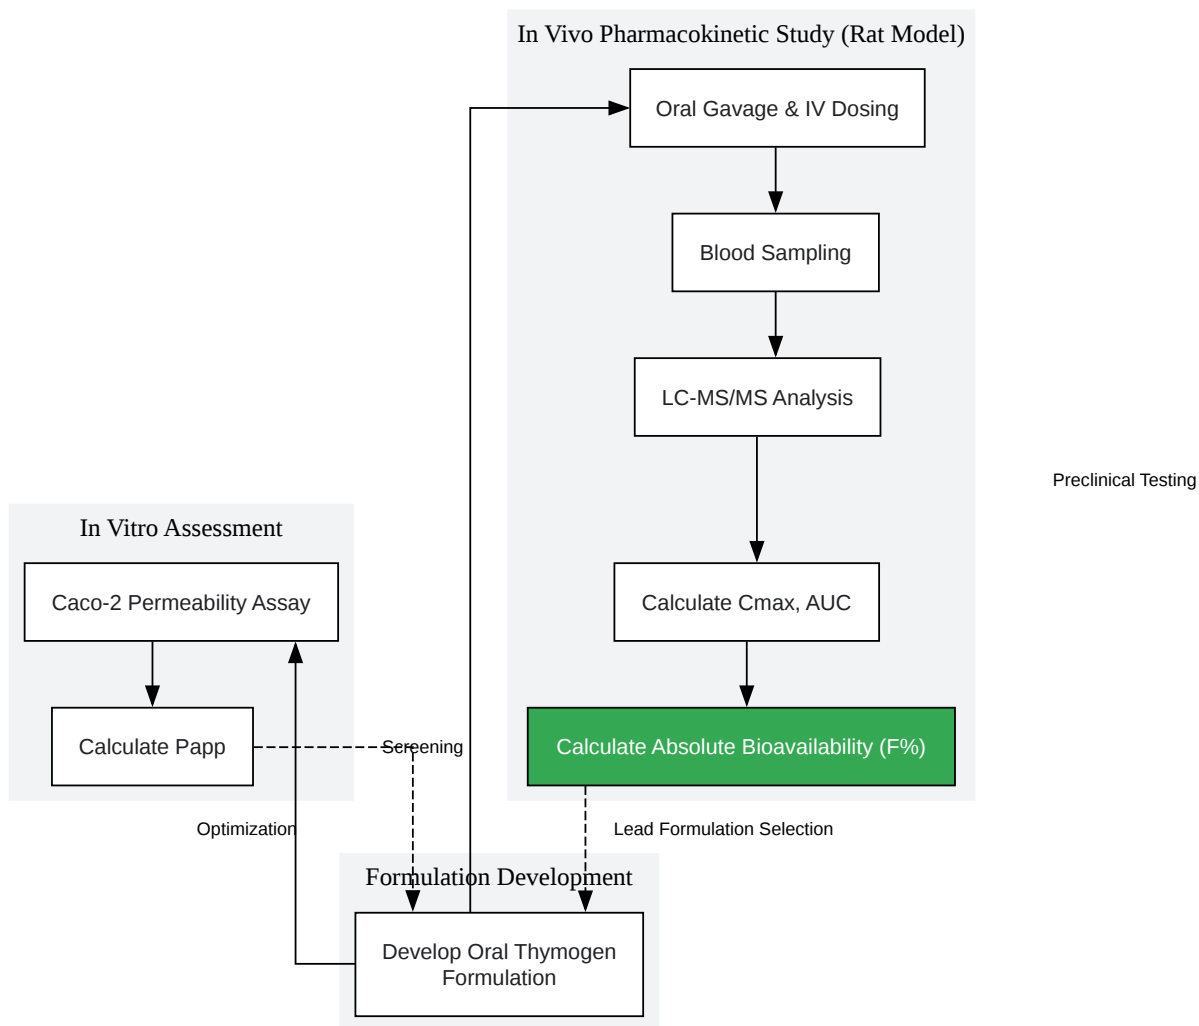 In Vivo Pharmacokinetic Study (Rat Model)
Oral Gavage & IV Dosing
Blood Sampling
LC-MS/MS Analysis
Preclinical Testing
In Vitro Assessment
Caco-2 Permeability Assay
Calculate Cmax, AUC
Calculate Papp
Screening
Calculate Absolute Bioavailability (F%)
Optimization
Lead Formulation Selection
Formulation Development
Develop Oral Thymogen
Formulation